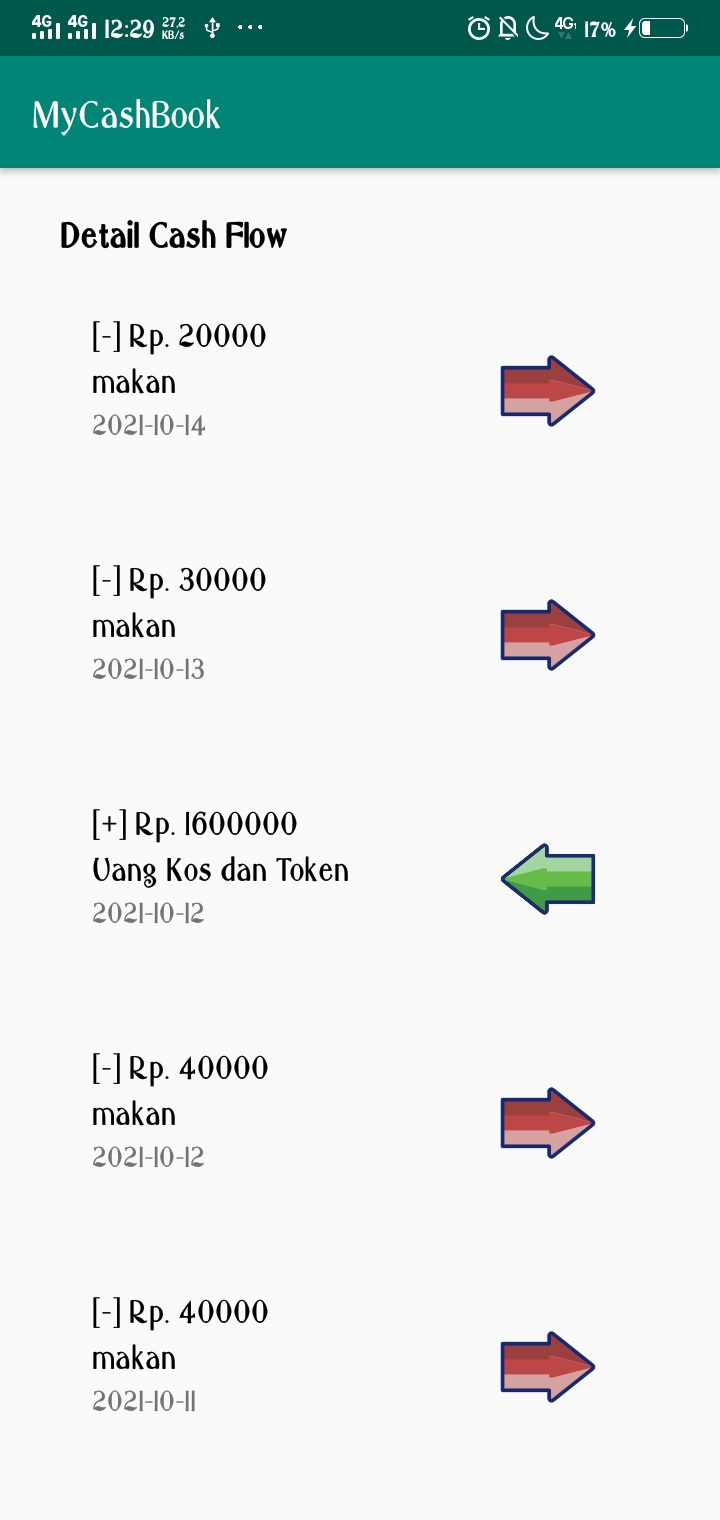 4G 4G 12:29 27,2 KB/s ... 4G 17%
MyCashBook
Detail Cash Flow
[-] Rp. 20000
makan
2021-10-14
[-] Rp. 30000
makan
2021-10-13
[+] Rp. 1600000
Uang Kos dan Token
2021-10-12
[-] Rp. 40000
makan
2021-10-12
[-] Rp. 40000
makan
2021-10-11